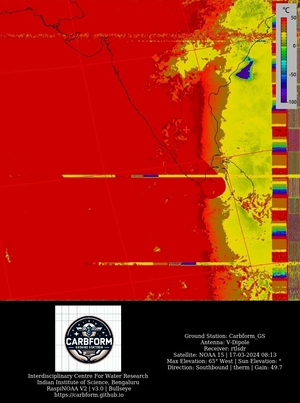 °C
50
0
-50
-100
CARBFORM
GROUND STATION
Interdisciplinary Centre For Water Research
Indian Institute of Science, Bengaluru
RaspiNOAA V2 | v3.0 | Bullseye
https://carbform.github.io
Ground Station: Carbform_GS
Antenna: V-Dipole
Receiver: rtlsdr
Satellite: NOAA 15 | 17-03-2024 08:13
Max Elevation: 65° West | Sun Elevation: °
Direction: Southbound | therm | Gain: 49.7